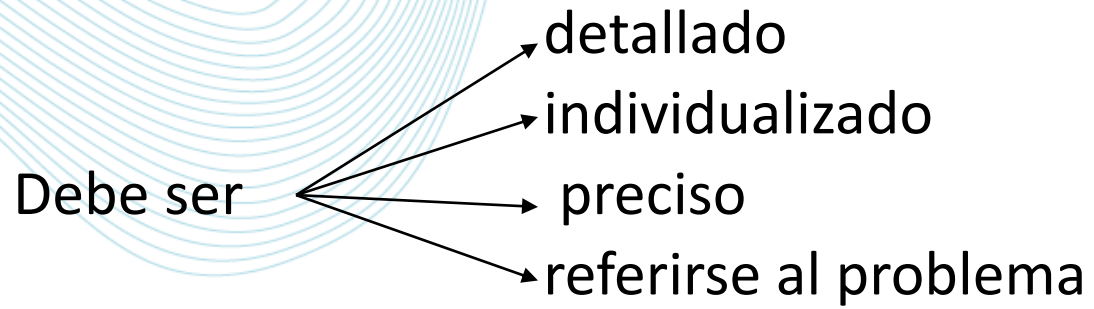 detallado
individualizado
Debe ser
preciso
referirse al problema